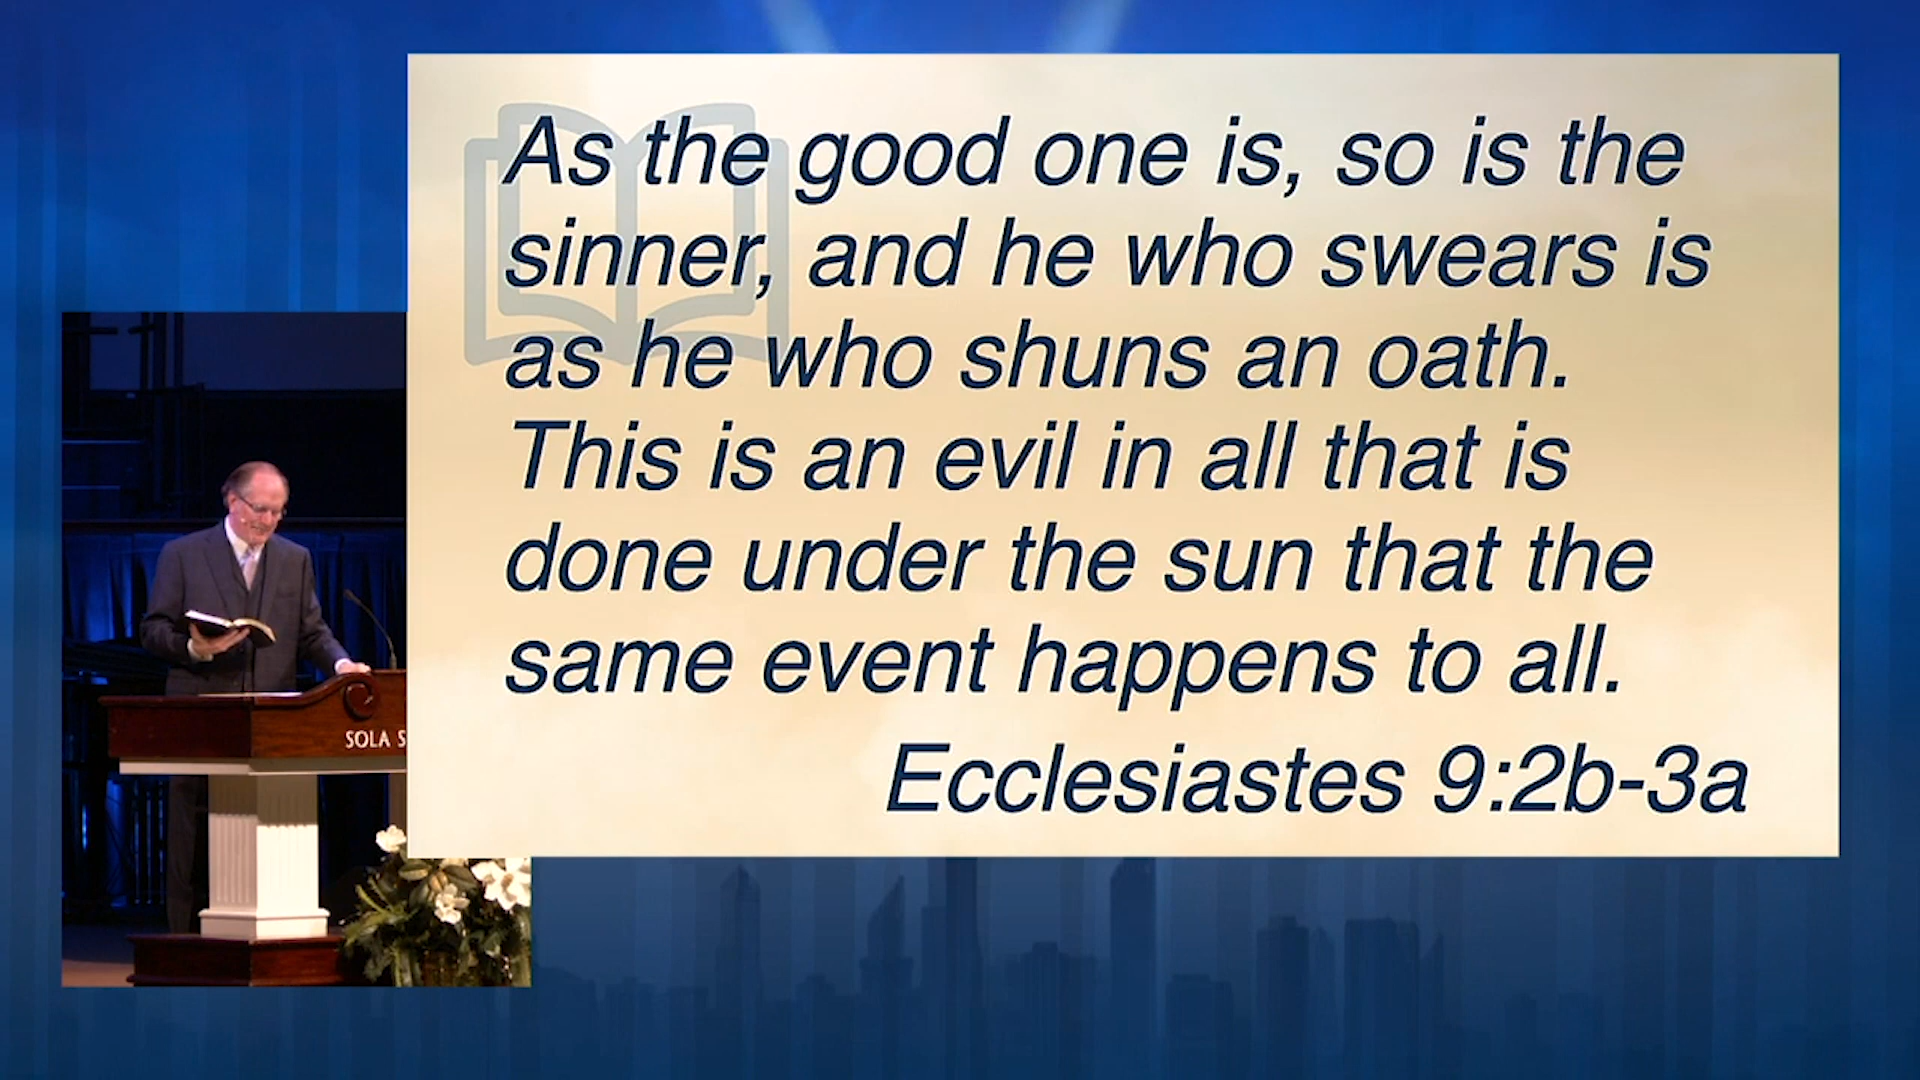 As the good one is, so is the
sinner, and he who swears is
as he who shuns an oath.
This is an evil in all that is
done under the sun that the
same event happens to all.
Ecclesiastes 9:2b-3a
SOLA S